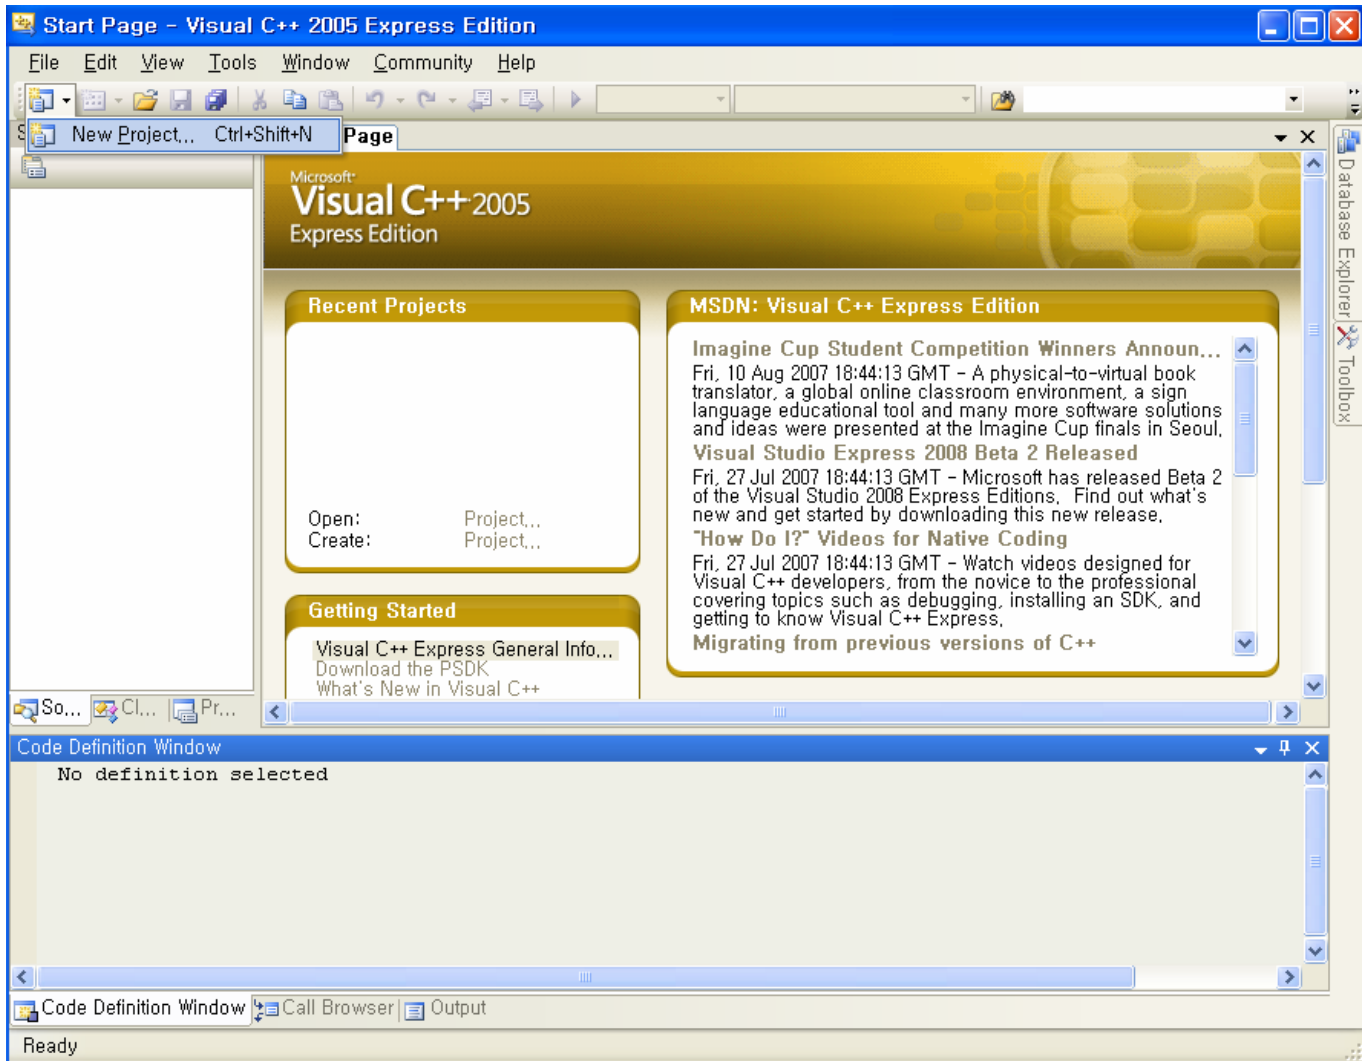 Start Page - Visual C++ 2005 Express Edition
File Edit View Tools Window Community Help
New Project... Ctrl+Shift+N
Page
Microsoft
Visual C++ 2005
Express Edition
Recent Projects
Open: Project...
Create: Project...
Getting Started
Visual C++ Express General Info...
Download the PSDK
What's New in Visual C++
MSDN: Visual C++ Express Edition
Imagine Cup Student Competition Winners Announ...
Fri, 10 Aug 2007 18:44:13 GMT - A physical-to-virtual book
translator, a global online classroom environment, a sign
language educational tool and many more software solutions
and ideas were presented at the Imagine Cup finals in Seoul,
Visual Studio Express 2008 Beta 2 Released
Fri, 27 Jul 2007 18:44:13 GMT - Microsoft has released Beta 2
of the Visual Studio 2008 Express Editions. Find out what's
new and get started by downloading this new release.
"How Do I?" Videos for Native Coding
Fri, 27 Jul 2007 18:44:13 GMT - Watch videos designed for
Visual C++ developers, from the novice to the professional
covering topics such as debugging, installing an SDK, and
getting to know Visual C++ Express.
Migrating from previous versions of C++
Database Explorer
Toolbox
So... Cl... Pr...
Code Definition Window
No definition selected
Code Definition Window Call Browser Output
Ready